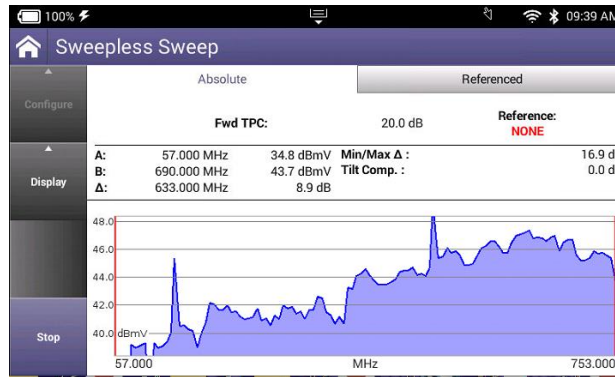 100% 09:39 AM
Sweepless Sweep
Configure
Display
Stop
Absolute Referenced
Fwd TPC: 20.0 dB Reference:
NONE
A: 57.000 MHz 34.8 dBmV Min/Max Δ : 16.9 d
B: 690.000 MHz 43.7 dBmV Tilt Comp. : 0.0 d
Δ: 633.000 MHz 8.9 dB
48.0
46.0
44.0
42.0
40.0 dBmV
57.000 MHz 753.000